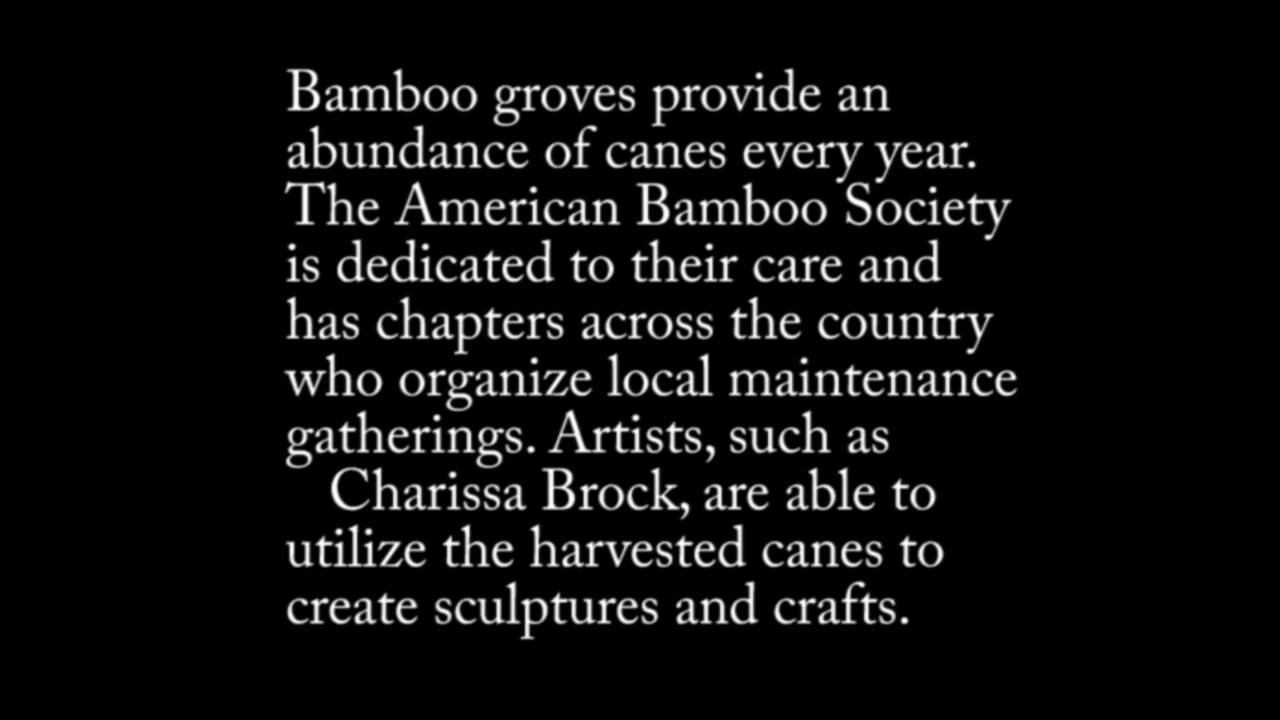 Bamboo groves provide an
abundance of canes every year.
The American Bamboo Society
is dedicated to their care and
has chapters across the country
who organize local maintenance
gatherings. Artists, such as
Charissa Brock, are able to
utilize the harvested canes to
create sculptures and crafts.